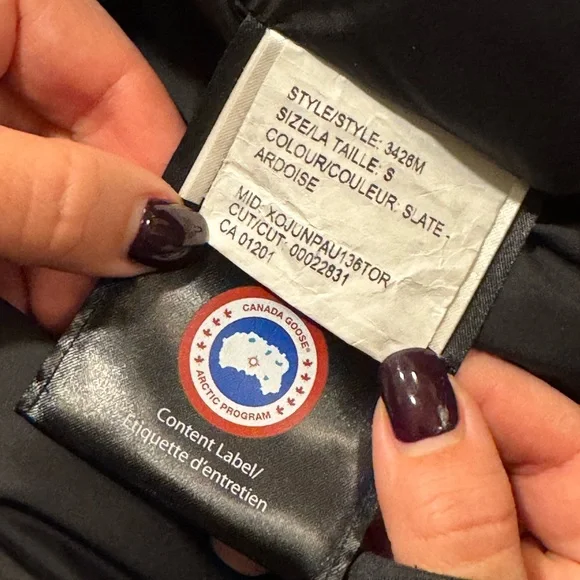 STYLE/STYLE: 3426M
SIZE/LA TAILLE: S
COLOUR/COULEUR: SLATE -
ARDOISE
MID: XOJUNPAU136TOR
CUT/CUT: 00022831
CA 01201
CANADA GOOSE®
ARCTIC PROGRAM
Content Label/
Étiquette d'entretien